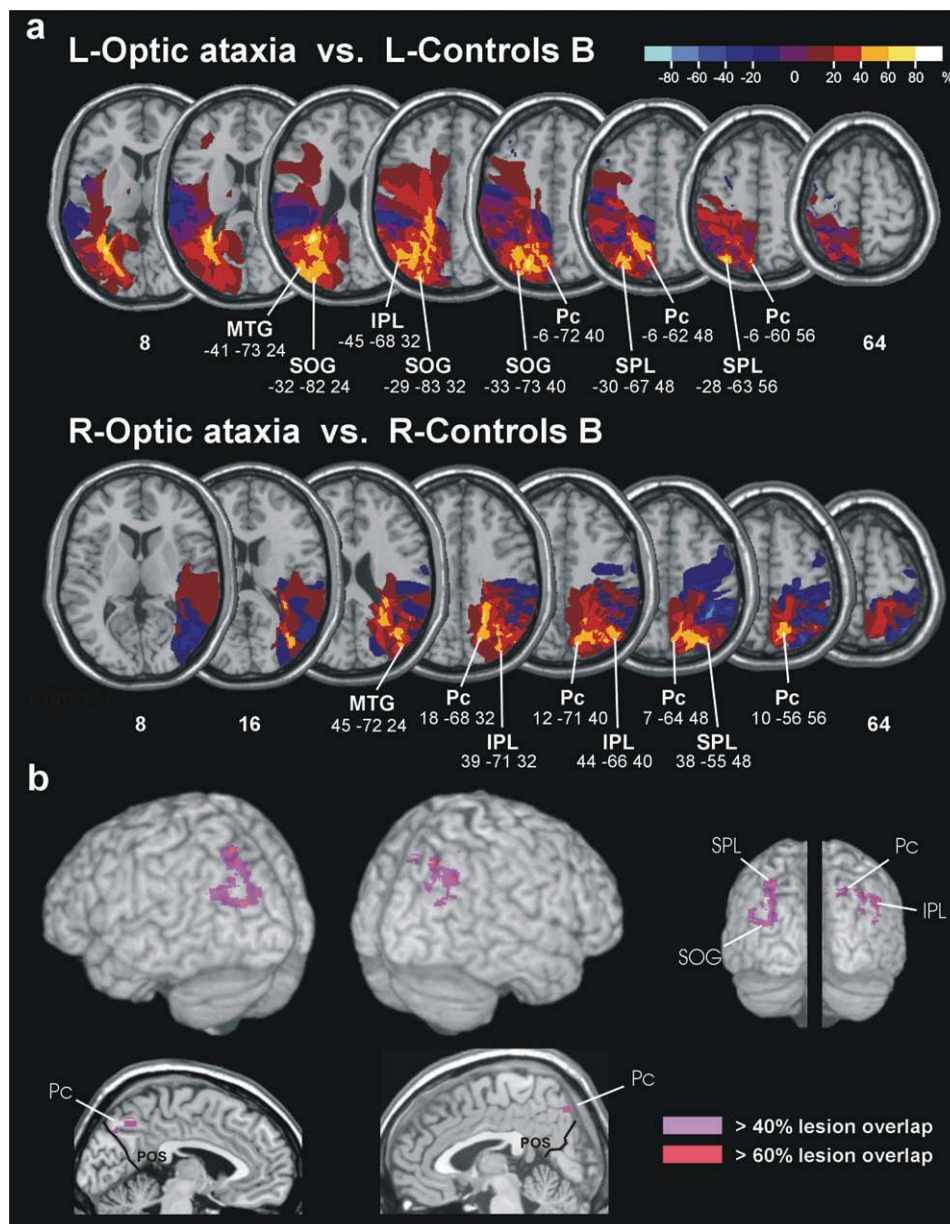 a
L-Optic ataxia vs. L-Controls B
-80 -60 -40 -20 0 20 40 60 80 %
MTG
-41 -73 24
IPL
-45 -68 32
Pc
-6 -72 40
Pc
-6 -62 48
Pc
-6 -60 56
8
64
SOG
-32 -82 24
SOG
-29 -83 32
SOG
-33 -73 40
SPL
-30 -67 48
SPL
-28 -63 56
R-Optic ataxia vs. R-Controls B
8
16
MTG
45 -72 24
Pc
18 -68 32
Pc
12 -71 40
Pc
7 -64 48
Pc
10 -56 56
64
IPL
39 -71 32
IPL
44 -66 40
SPL
38 -55 48
b
SPL
Pc
IPL
SOG
Pc
POS
Pc
POS
> 40% lesion overlap
> 60% lesion overlap